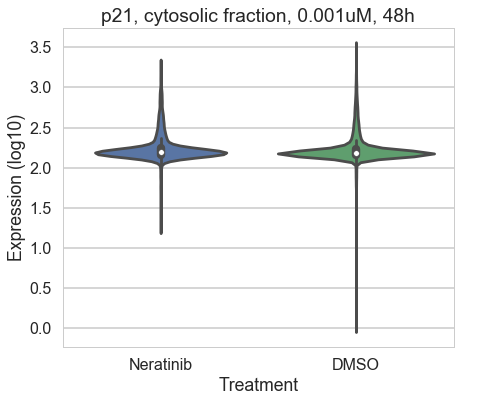 p21, cytosolic fraction, 0.001uM, 48h
Expression (log10)
3.5
3.0
2.5
2.0
1.5
1.0
0.5
0.0
Neratinib
DMSO
Treatment